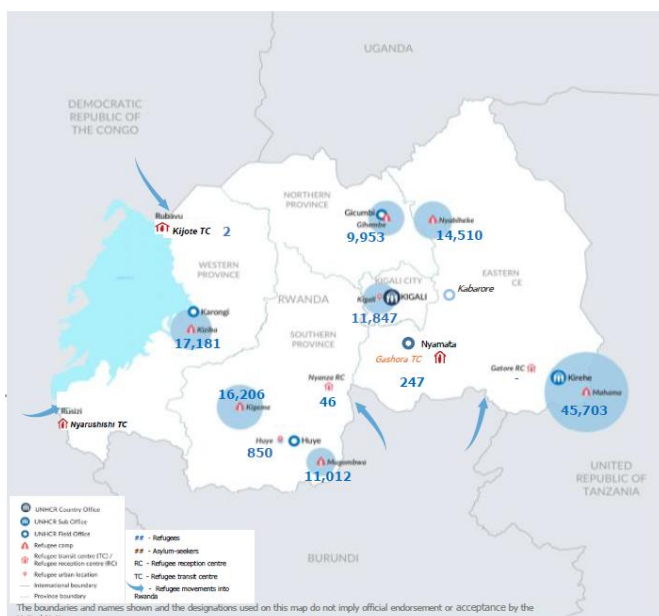 UGANDA
DEMOCRATIC
REPUBLIC OF
THE CONGO
NORTHERN
PROVINCE
Rubavu
Kijote TC 2
Gicumbi
Gihembe
9,953
Nyabiheke
14,510
WESTERN
PROVINCE
KIGALI CITY
Kigali KIGALI
11,847
EASTERN
CE
Kabarore
RWANDA
Karongi
Kiziba
17,181
SOUTHERN
PROVINCE
Nyamata
Gashora TC
247
Nyanza RC
46
Gatore RC
-
Kirehe
Mahama
45,703
16,206
Kigeme
Rusizi
Nyarushishi TC
Huye Huye
850
Mugombwa
11,012
UNITED
REPUBLIC OF
TANZANIA
BURUNDI
UNHCR Country Office
UNHCR Sub Office
UNHCR Field Office
Refugee camp
Refugee transit centre (TC) /
Refugee reception centre (RC)
Refugee urban location
International boundary
Province boundary
## - Refugees
## - Asylum-seekers
RC - Refugee reception centre
TC - Refugee transit centre
- Refugee movements into
Rwanda
The boundaries and names shown and the designations used on this map do not imply official endorsement or acceptance by the